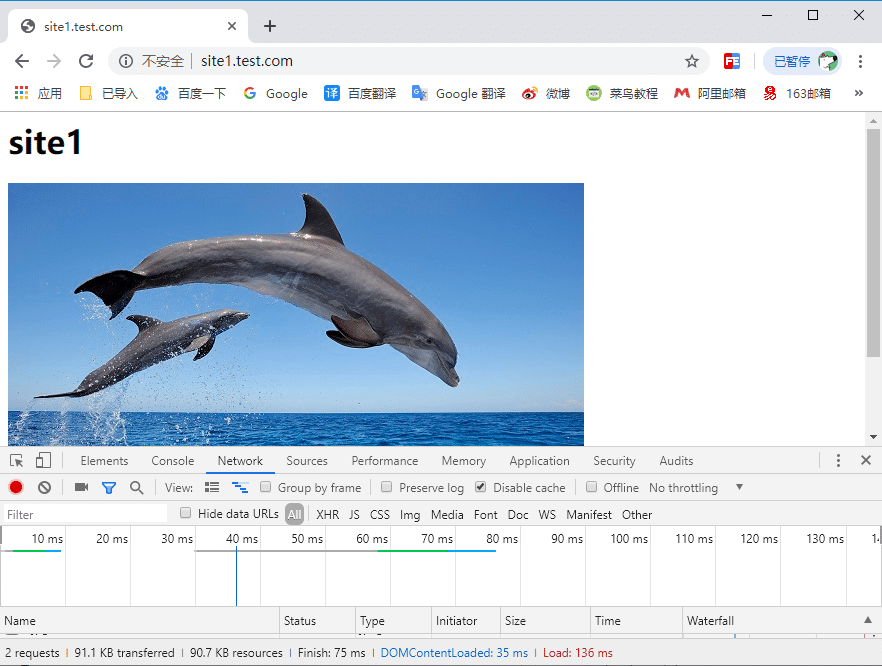 site1.test.com
不安全 site1.test.com 已暂停
应用 已导入 百度一下 Google 译 百度翻译 Google 翻译 微博 菜鸟教程 阿里邮箱 163邮箱 »
site1
Elements Console Network Sources Performance Memory Application Security Audits
View: Group by frame Preserve log Disable cache Offline No throttling
Filter Hide data URLs All XHR JS CSS Img Media Font Doc WS Manifest Other
10 ms 20 ms 30 ms 40 ms 50 ms 60 ms 70 ms 80 ms 90 ms 100 ms 110 ms 120 ms 130 ms
Name Status Type Initiator Size Time Waterfall
2 requests 91.1 KB transferred 90.7 KB resources Finish: 75 ms DOMContentLoaded: 35 ms Load: 136 ms